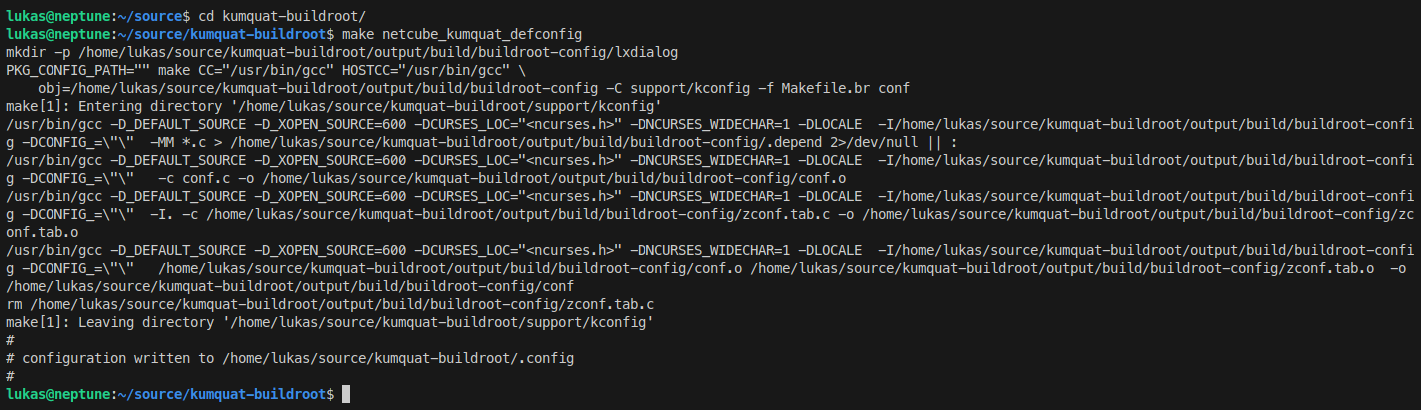 lukas@neptune:~/source$ cd kumquat-buildroot/
lukas@neptune:~/source/kumquat-buildroot$ make netcube_kumquat_defconfig
mkdir -p /home/lukas/source/kumquat-buildroot/output/build/buildroot-config/lxdialog
PKG_CONFIG_PATH="" make CC="/usr/bin/gcc" HOSTCC="/usr/bin/gcc" \
    obj=/home/lukas/source/kumquat-buildroot/output/build/buildroot-config -C support/kconfig -f Makefile.br conf
make[1]: Entering directory '/home/lukas/source/kumquat-buildroot/support/kconfig'
/usr/bin/gcc -D_DEFAULT_SOURCE -D_XOPEN_SOURCE=600 -DCURSES_LOC="<ncurses.h>" -DNCURSES_WIDECHAR=1 -DLOCALE  -I/home/lukas/source/kumquat-buildroot/output/build/buildroot-confi
g -DCONFIG_=\"\"  -MM *.c > /home/lukas/source/kumquat-buildroot/output/build/buildroot-config/.depend 2>/dev/null || :
/usr/bin/gcc -D_DEFAULT_SOURCE -D_XOPEN_SOURCE=600 -DCURSES_LOC="<ncurses.h>" -DNCURSES_WIDECHAR=1 -DLOCALE  -I/home/lukas/source/kumquat-buildroot/output/build/buildroot-confi
g -DCONFIG_=\"\"   -c conf.c -o /home/lukas/source/kumquat-buildroot/output/build/buildroot-config/conf.o
/usr/bin/gcc -D_DEFAULT_SOURCE -D_XOPEN_SOURCE=600 -DCURSES_LOC="<ncurses.h>" -DNCURSES_WIDECHAR=1 -DLOCALE  -I/home/lukas/source/kumquat-buildroot/output/build/buildroot-confi
g -DCONFIG_=\"\"  -I. -c /home/lukas/source/kumquat-buildroot/output/build/buildroot-config/zconf.tab.c -o /home/lukas/source/kumquat-buildroot/output/build/buildroot-config/zc
onf.tab.o
/usr/bin/gcc -D_DEFAULT_SOURCE -D_XOPEN_SOURCE=600 -DCURSES_LOC="<ncurses.h>" -DNCURSES_WIDECHAR=1 -DLOCALE  -I/home/lukas/source/kumquat-buildroot/output/build/buildroot-confi
g -DCONFIG_=\"\"   /home/lukas/source/kumquat-buildroot/output/build/buildroot-config/conf.o /home/lukas/source/kumquat-buildroot/output/build/buildroot-config/zconf.tab.o  -o
/home/lukas/source/kumquat-buildroot/output/build/buildroot-config/conf
rm /home/lukas/source/kumquat-buildroot/output/build/buildroot-config/zconf.tab.c
make[1]: Leaving directory '/home/lukas/source/kumquat-buildroot/support/kconfig'
#
# configuration written to /home/lukas/source/kumquat-buildroot/.config
#
lukas@neptune:~/source/kumquat-buildroot$